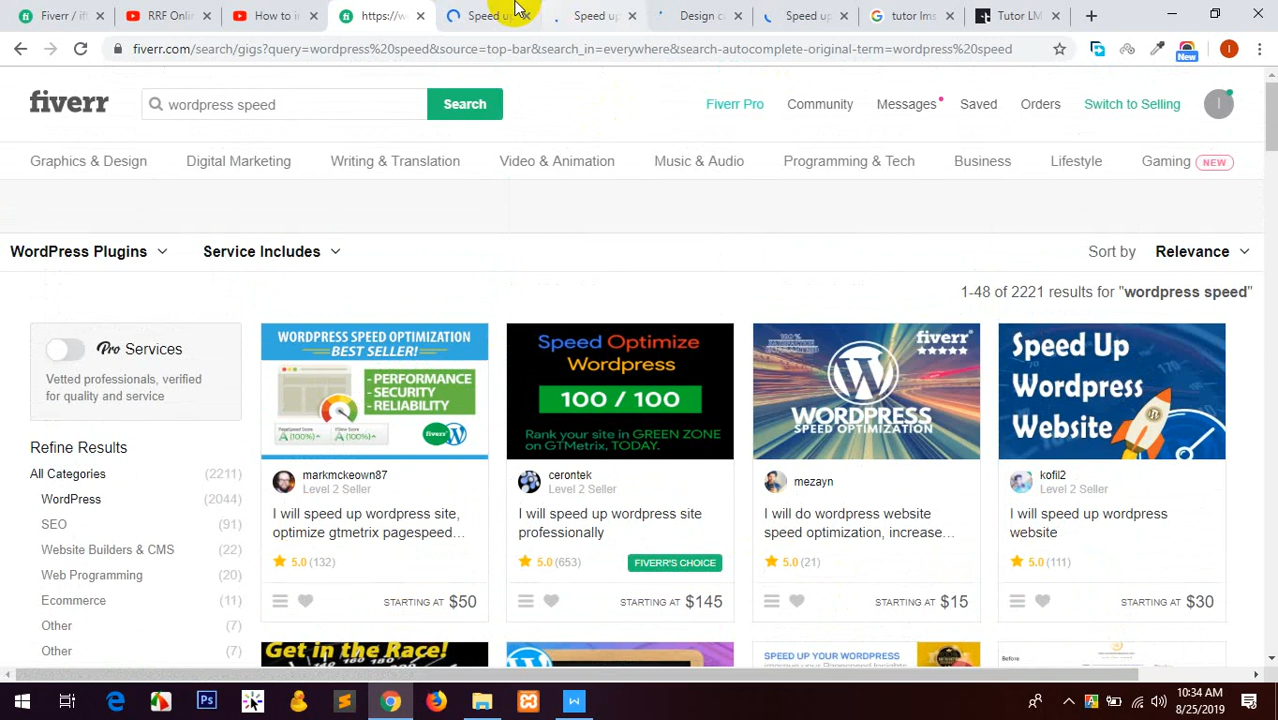 Fiverr / ifi
RRF Onli
How to in
https://w
Speed up
Speed up
Design cu
Speed up
tutor lms
Tutor LM
fiverr.com/search/gigs?query=wordpress%20speed&source=top-bar&search_in=everywhere&search-autocomplete-original-term=wordpress%20speed
New
I
fiverr
wordpress speed
Search
Fiverr Pro
Community
Messages
Saved
Orders
Switch to Selling
I
Graphics & Design
Digital Marketing
Writing & Translation
Video & Animation
Music & Audio
Programming & Tech
Business
Lifestyle
Gaming NEW
WordPress Plugins
Service Includes
Sort by Relevance
1-48 of 2221 results for "wordpress speed"
Pro Services
Vetted professionals, verified
for quality and service
Refine Results
All Categories (2211)
WordPress (2044)
SEO (91)
Website Builders & CMS (22)
Web Programming (20)
Ecommerce (11)
Other (7)
Other (7)
WORDPRESS SPEED OPTIMIZATION
BEST SELLER!
- PERFORMANCE
- SECURITY
- RELIABILITY
fiverr
markmckeown87
Level 2 Seller
I will speed up wordpress site,
optimize gtmetrix pagespeed…
5.0 (132)
STARTING AT $50
Speed Optimize
Wordpress
100 / 100
Rank your site in GREEN ZONE
on GTMetrix, TODAY.
cerontek
Level 2 Seller
I will speed up wordpress site
professionally
5.0 (653)
FIVERR'S CHOICE
STARTING AT $145
fiverr
WORDPRESS
SPEED OPTIMIZATION
mezayn
I will do wordpress website
speed optimization, increase…
5.0 (21)
STARTING AT $15
Speed Up
Wordpress
Website
kofil2
Level 2 Seller
I will speed up wordpress
website
5.0 (111)
STARTING AT $30
Get in the Race!
SPEED UP YOUR WORDPRESS
Before
10:34 AM
8/25/2019